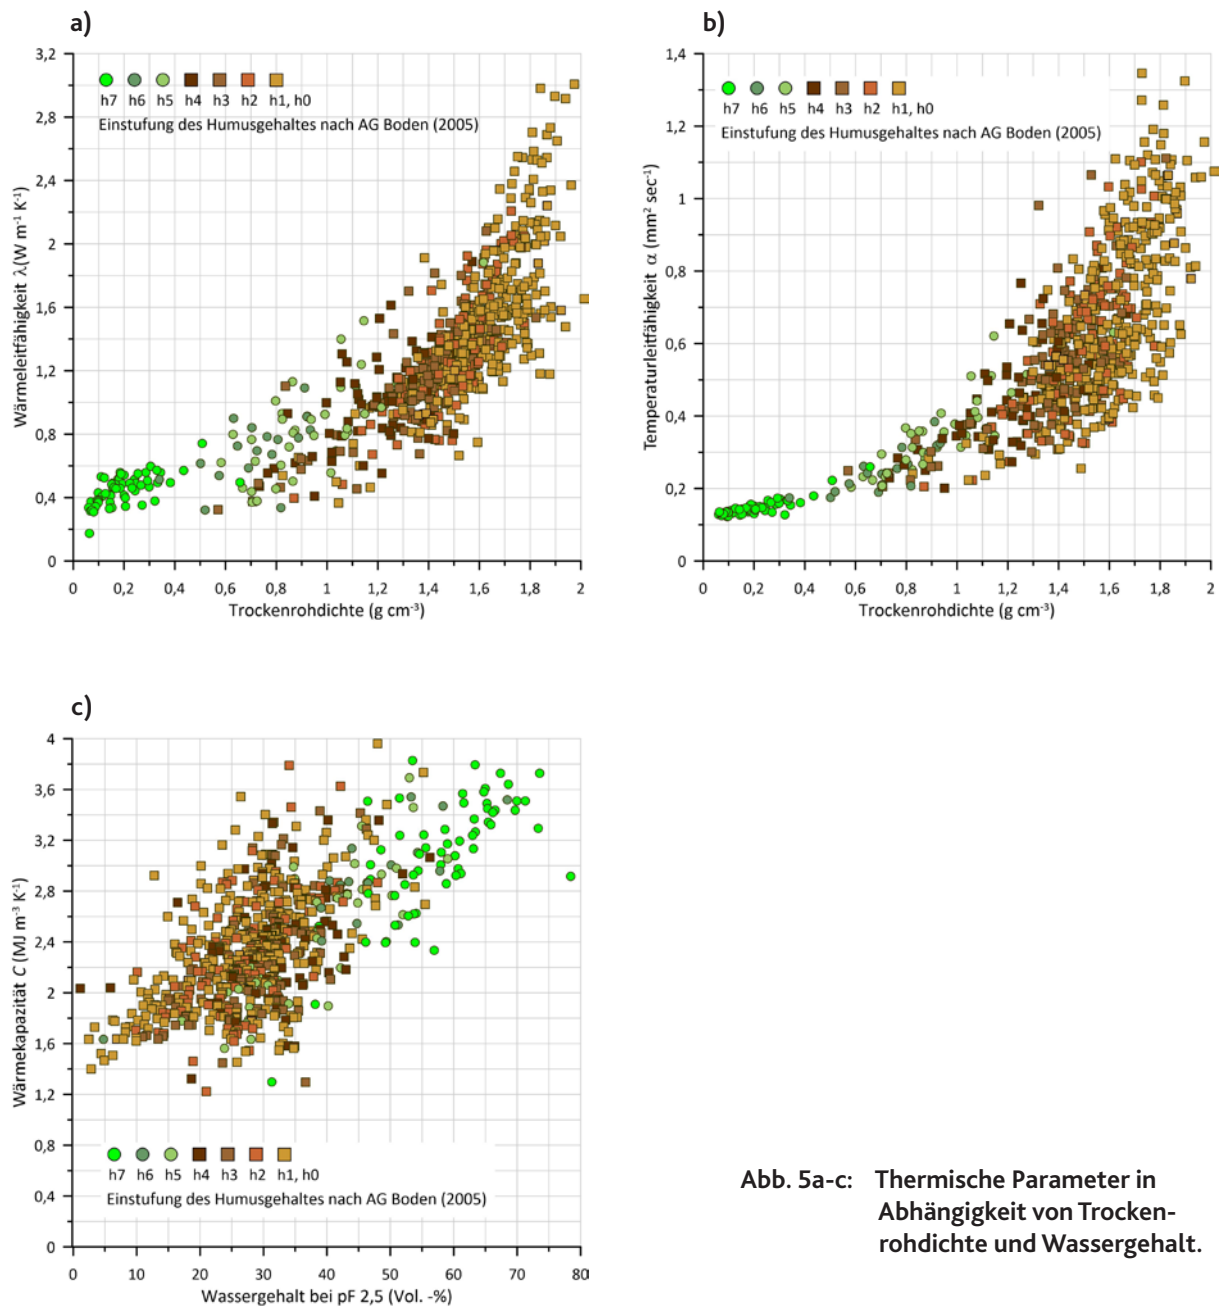 a)
3,2
2,8
2,4
2
1,6
1,2
0,8
0,4
0
Wärmeleitfähigkeit λ(W m⁻¹ K⁻¹)
h7 h6 h5 h4 h3 h2 h1, h0
Einstufung des Humusgehaltes nach AG Boden (2005)
0 0,2 0,4 0,6 0,8 1 1,2 1,4 1,6 1,8 2
Trockenrohdichte (g cm⁻³)
b)
1,4
1,2
1
0,8
0,6
0,4
0,2
0
Temperaturleitfähigkeit α (mm² sec⁻¹)
h7 h6 h5 h4 h3 h2 h1, h0
Einstufung des Humusgehaltes nach AG Boden (2005)
0 0,2 0,4 0,6 0,8 1 1,2 1,4 1,6 1,8 2
Trockenrohdichte (g cm⁻³)
c)
4
3,6
3,2
2,8
2,4
2
1,6
1,2
0,8
0,4
0
Wärmekapazität C (MJ m⁻³ K⁻¹)
h7 h6 h5 h4 h3 h2 h1, h0
Einstufung des Humusgehaltes nach AG Boden (2005)
0 10 20 30 40 50 60 70 80
Wassergehalt bei pF 2,5 (Vol. -%)
Abb. 5a-c: Thermische Parameter in
Abhängigkeit von Trocken-
rohdichte und Wassergehalt.